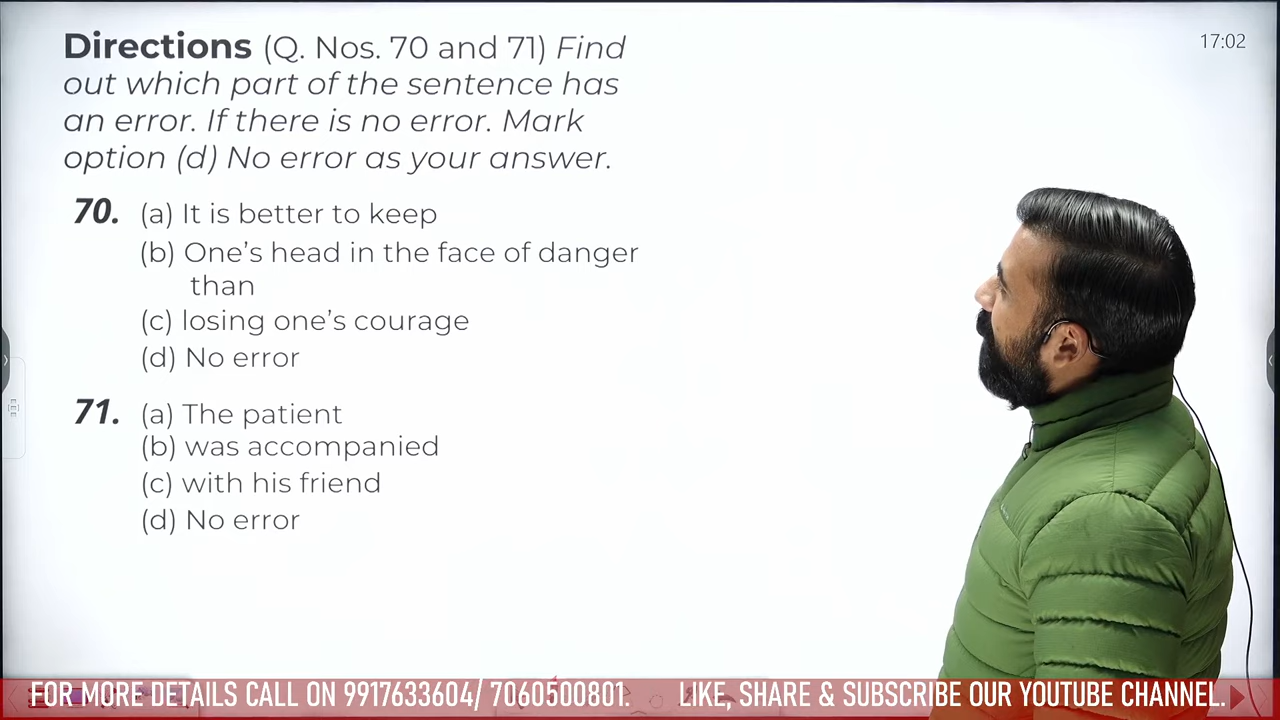 Directions (Q. Nos. 70 and 71) Find
out which part of the sentence has
an error. If there is no error. Mark
option (d) No error as your answer.
17:02
70. (a) It is better to keep
(b) One's head in the face of danger
than
(c) losing one's courage
(d) No error
71. (a) The patient
(b) was accompanied
(c) with his friend
(d) No error
FOR MORE DETAILS CALL ON 9917633604/ 7060500801. LIKE, SHARE & SUBSCRIBE OUR YOUTUBE CHANNEL.